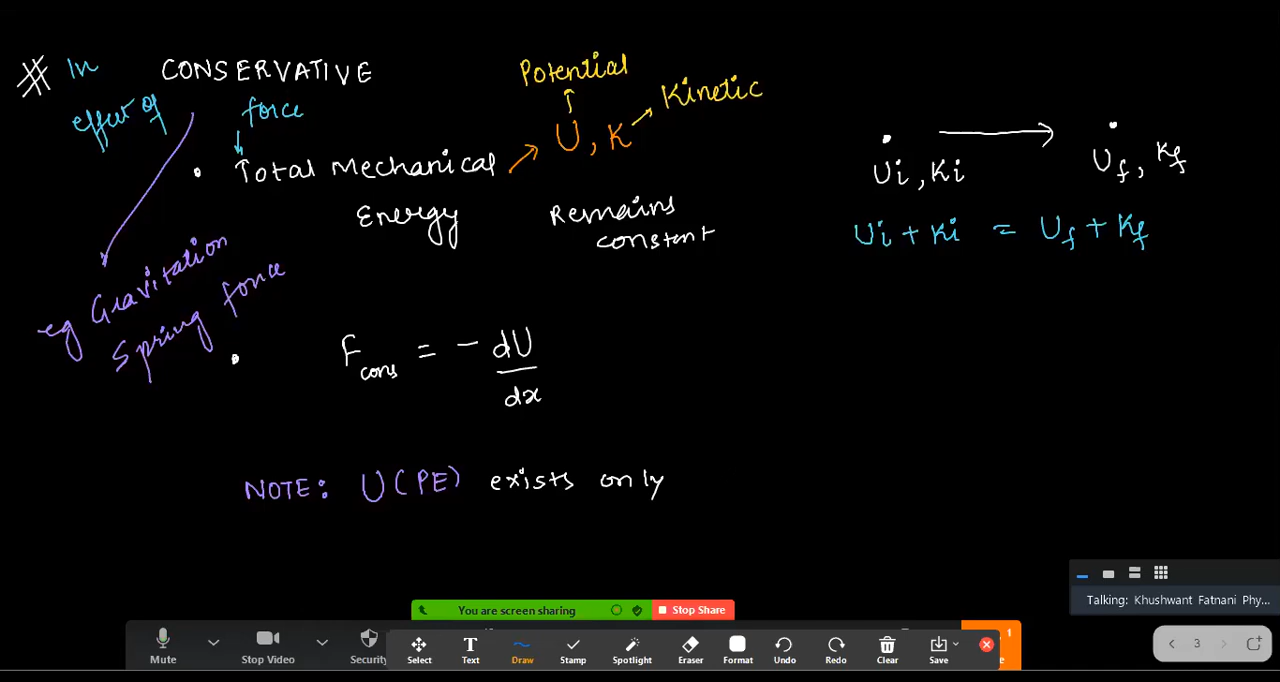 # In effect of CONSERVATIVE force
Potential
Kinetic
• Total Mechanical → U, K
Energy Remains
constant
Ui, Ki → Uf, Kf
Ui + Ki = Uf + Kf
eg Gravitation
Spring force
• Fcons = - dU/dx
NOTE: U(PE) exists only
You are screen sharing
Stop Share
Talking: Khushwant Fatnani Phy...
Mute
Stop Video
Security
Select
Text
Draw
Stamp
Spotlight
Eraser
Format
Undo
Redo
Clear
Save
1
< 3 >